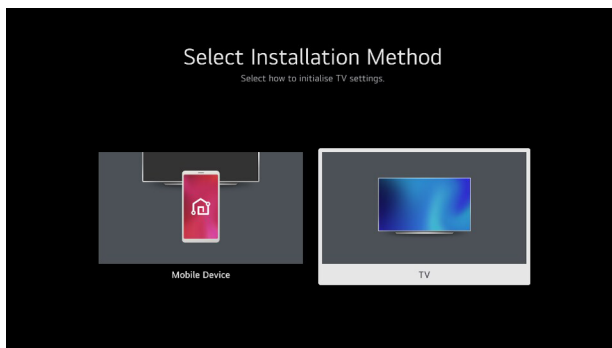 Select Installation Method
Select how to initialise TV settings.
Mobile Device
TV